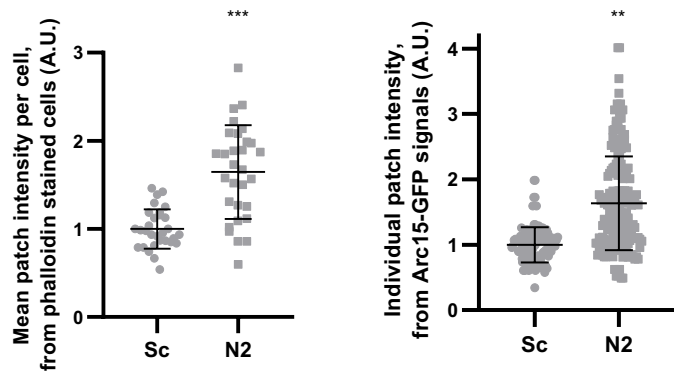 Mean patch intensity per cell,
from phalloidin stained cells (A.U.)
***
3
2
1
0
Sc N2
Individual patch intensity,
from Arc15-GFP signals (A.U.)
**
4
3
2
1
0
Sc N2